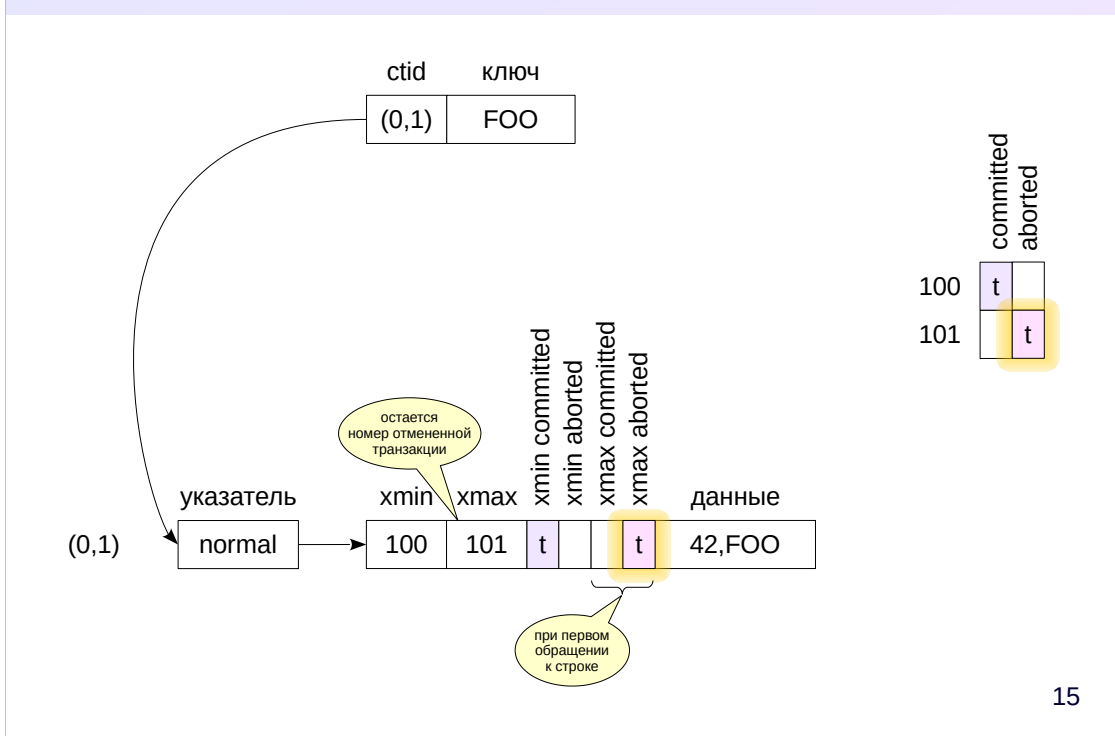 ctid ключ
(0,1) FOO
committed
aborted
100 t
101 t
остается
номер отмененной
транзакции
xmin committed
xmin aborted
xmax committed
xmax aborted
указатель xmin xmax данные
(0,1) normal 100 101 t t 42,FOO
при первом
обращении
к строке
15